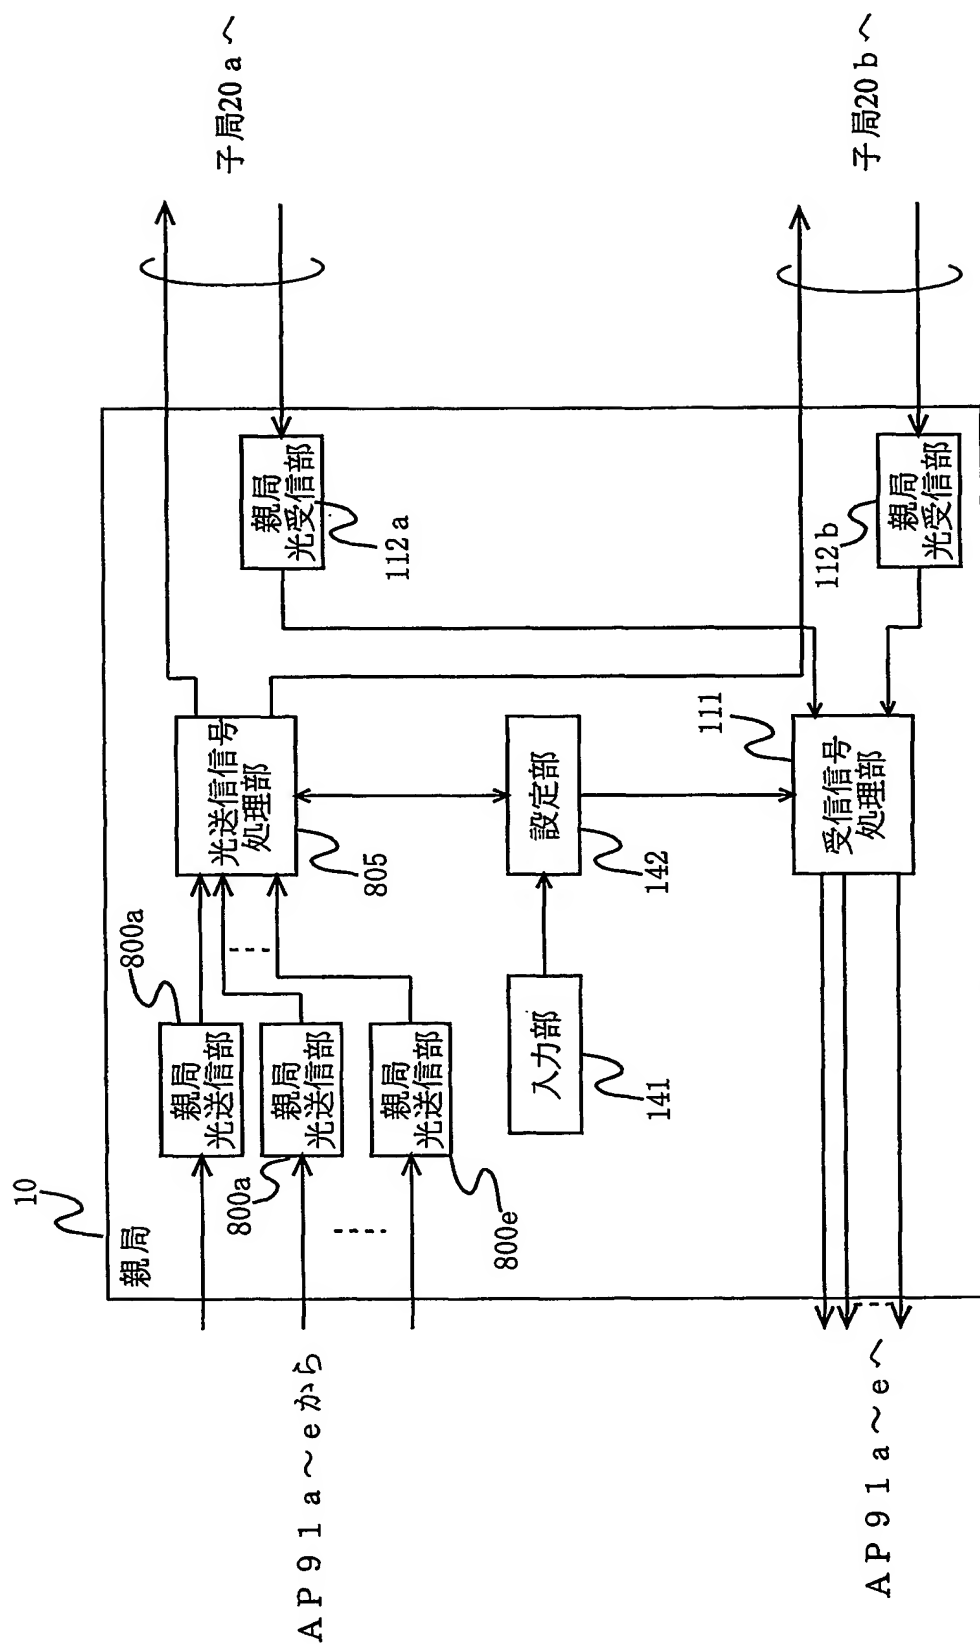 10
親局
AP91a～eから
親局
光送信部
800a
親局
光送信部
800a
親局
光送信部
800e
光送信信号
処理部
805
入力部
141
設定部
142
受信信号
処理部
111
AP91a～eへ
親局
光受信部
112a
親局
光受信部
112b
子局20aへ
子局20bへ